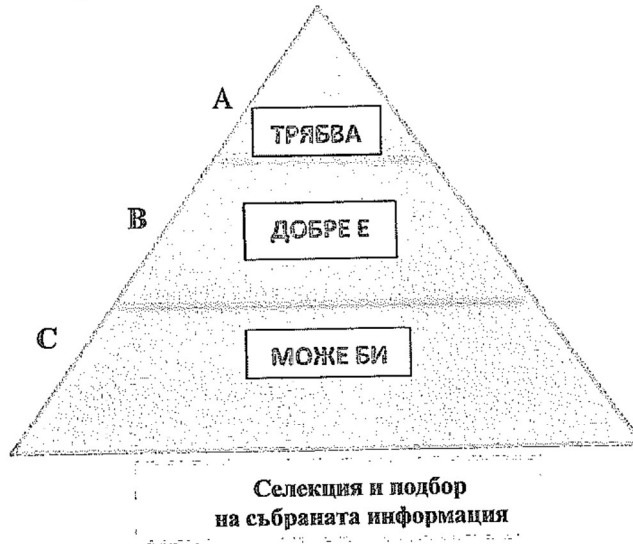 A
ТРЯБВА
B
ДОБРЕ Е
C
МОЖЕ БИ
Селекция и подбор
на събраната информация